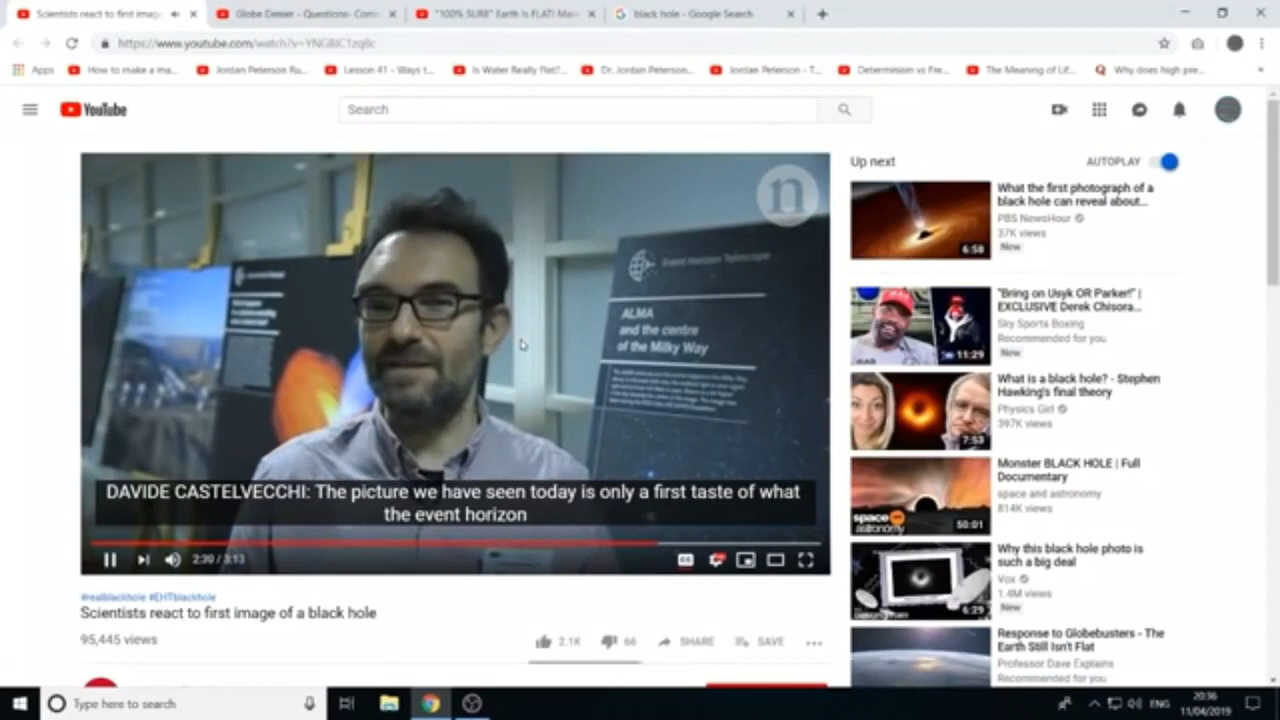 Scientists react to first imag
Globe Denier - Questions- Com
"100% SURE" Earth is FLAT!
black hole - Google Search
https://www.youtube.com/watch?v=
Apps
How to make a ma...
Jordan Peterson Ru...
Lesson 41 - Ways t...
Is Water Really Flat!'...
Dr. Jordan Peterson...
Jordan Peterson - T...
Determinism vs Fre...
The Meaning of Lif...
Why does high pre...
YouTube
Search
Up next
AUTOPLAY
n
Event Horizon Telescope
ALMA
and the centre
of the Milky Way
DAVIDE CASTELVECCHI: The picture we have seen today is only a first taste of what
the event horizon
2:30 / 3:13
#realblackhole #EHTblackhole
Scientists react to first image of a black hole
95,445 views
2.1K
66
SHARE
SAVE
What the first photograph of a
black hole can reveal about...
PBS NewsHour
37K views
New
6:58
"Bring on Usyk OR Parker!" |
EXCLUSIVE Derek Chisora...
Sky Sports Boxing
Recommended for you
New
11:29
What is a black hole? - Stephen
Hawking's final theory
Physics Girl
397K views
7:53
Monster BLACK HOLE | Full
Documentary
space and astronomy
814K views
space
astronomy
50:01
Why this black hole photo is
such a big deal
Vox
1.4M views
New
6:29
Response to Globebusters - The
Earth Still Isn't Flat
Professor Dave Explains
Recommended for you
Type here to search
ENG
20:36
11/04/2019